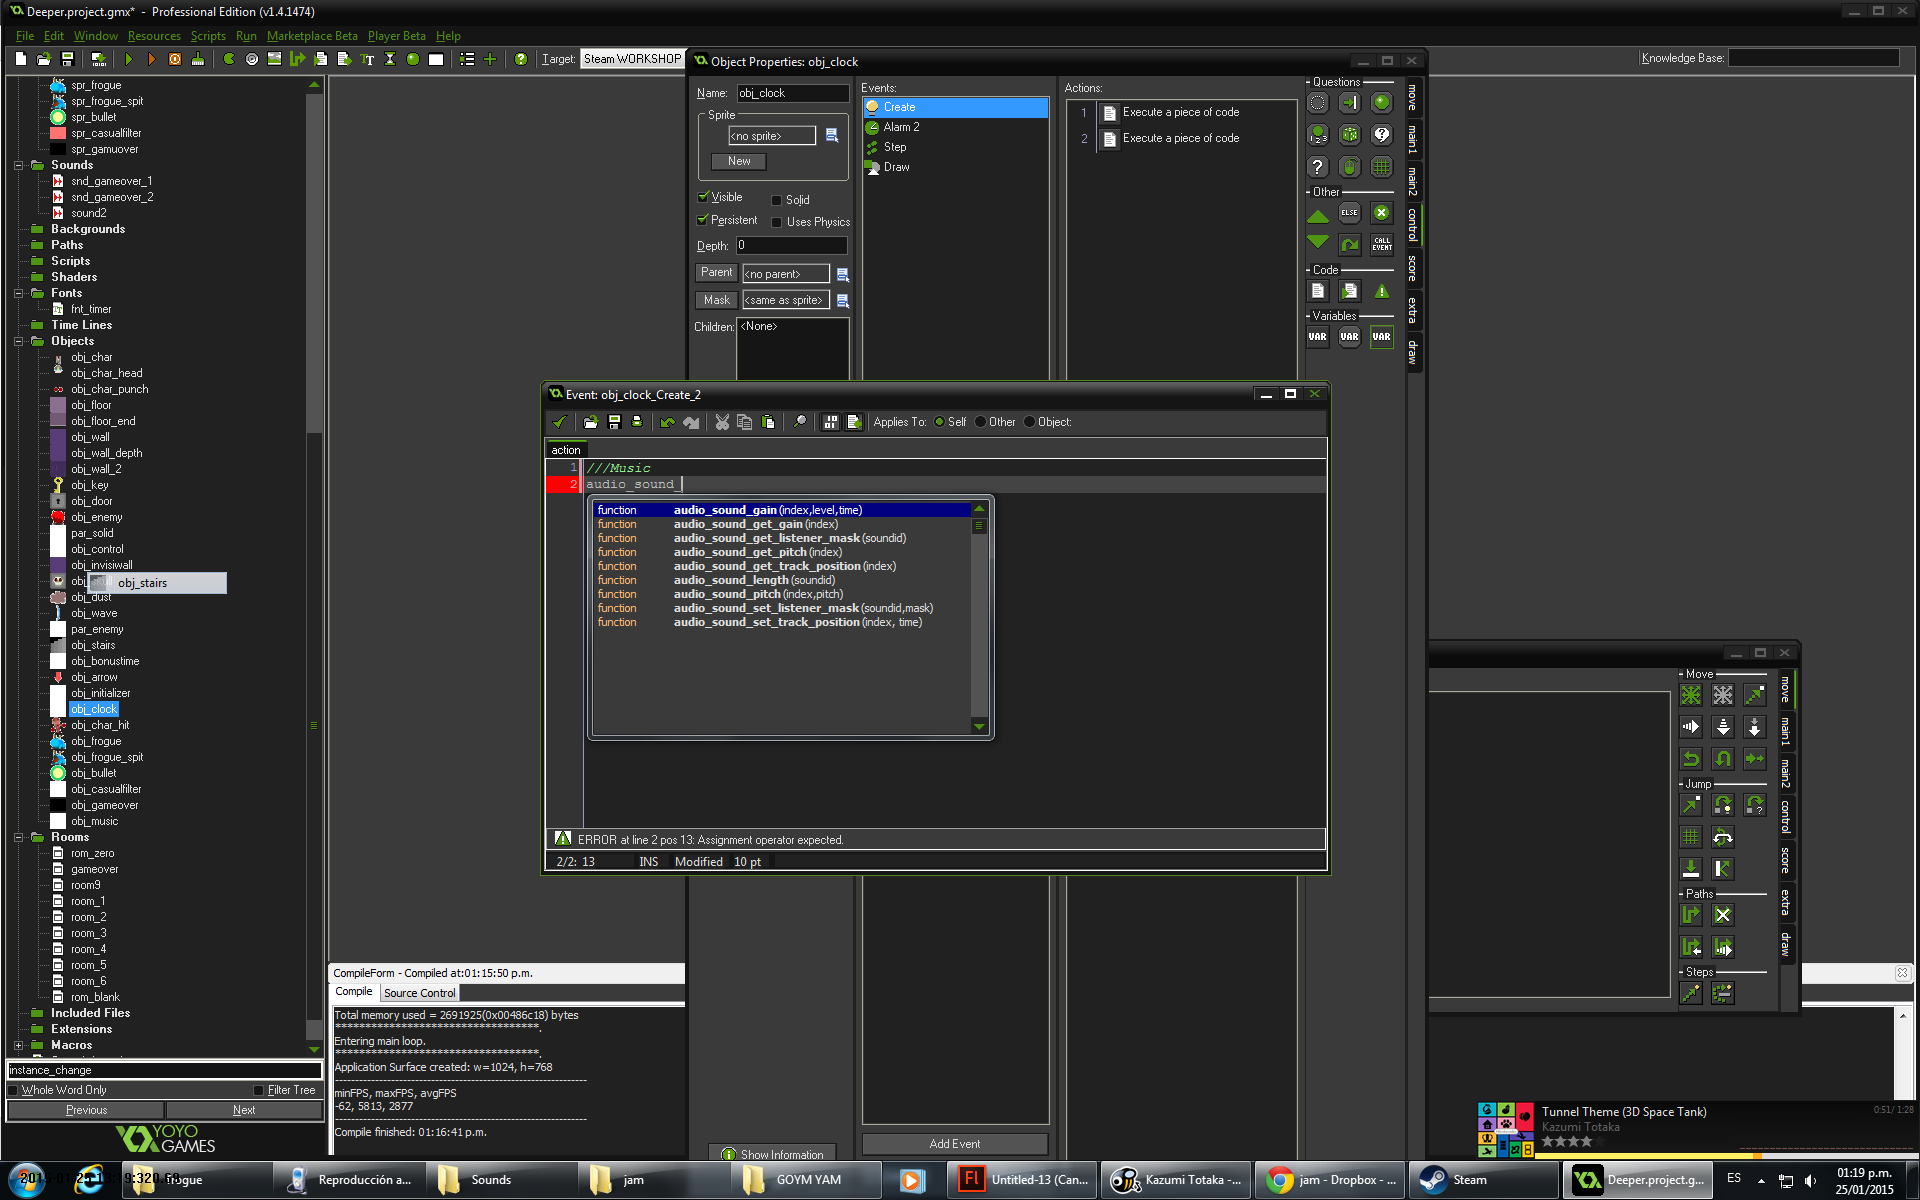 Deeper.project.gmx* - Professional Edition (v1.4.1474)
File Edit Window Resources Scripts Run Marketplace Beta Player Beta Help
Target: Steam WORKSHOP
Knowledge Base:
spr_frogue
spr_frogue_spit
spr_bullet
spr_casualfilter
spr_gamuover
Sounds
snd_gameover_1
snd_gameover_2
sound2
Backgrounds
Paths
Scripts
Shaders
Fonts
fnt_timer
Time Lines
Objects
obj_char
obj_char_head
obj_char_punch
obj_floor
obj_floor_end
obj_wall
obj_wall_depth
obj_wall_2
obj_key
obj_door
obj_enemy
par_solid
obj_control
obj_invisiwall
obj_stairs
obj_dust
obj_wave
par_enemy
obj_stairs
obj_bonustime
obj_arrow
obj_initializer
obj_clock
obj_char_hit
obj_frogue
obj_frogue_spit
obj_bullet
obj_casualfilter
obj_gameover
obj_music
Rooms
rom_zero
gameover
room9
room_1
room_2
room_3
room_4
room_5
room_6
rom_blank
Included Files
Extensions
Macros
instance_change
Whole Word Only
Filter Tree
Previous
Next
YOYO
GAMES
Object Properties: obj_clock
Name: obj_clock
Sprite
<no sprite>
New
Visible
Solid
Persistent
Uses Physics
Depth: 0
Parent <no parent>
Mask <same as sprite>
Children: <None>
Show Information
Events:
Create
Alarm 2
Step
Draw
Add Event
Actions:
1 Execute a piece of code
2 Execute a piece of code
Questions
Other
ELSE
CALL EVENT
Code
Variables
VAR VAR VAR
move
main1
main2
control
score
extra
draw
Event: obj_clock_Create_2
Applies To: Self Other Object:
action
1 ///Music
2 audio_sound_
function audio_sound_gain(index,level,time)
function audio_sound_get_gain(index)
function audio_sound_get_listener_mask(soundid)
function audio_sound_get_pitch(index)
function audio_sound_get_track_position(index)
function audio_sound_length(soundid)
function audio_sound_pitch(index,pitch)
function audio_sound_set_listener_mask(soundid,mask)
function audio_sound_set_track_position(index, time)
ERROR at line 2 pos 13: Assignment operator expected.
2/2: 13 INS Modified 10 pt
Move
Jump
Paths
Steps
move
main1
main2
control
score
extra
draw
CompileForm - Compiled at:01:15:50 p.m.
Compile
Source Control
Total memory used = 2691925(0x00486c18) bytes
Entering main loop.
Application Surface created: w=1024, h=768
minFPS, maxFPS, avgFPS
-62, 5813, 2877
Compile finished: 01:16:41 p.m.
Tunnel Theme (3D Space Tank)
0:51/ 1:28
Kazumi Totaka
Reproducción a...
Sounds
jam
GOYM YAM
Untitled-13 (Can...
Kazumi Totaka -...
jam - Dropbox - ...
Steam
Deeper.project.g...
ES
01:19 p.m.
25/01/2015